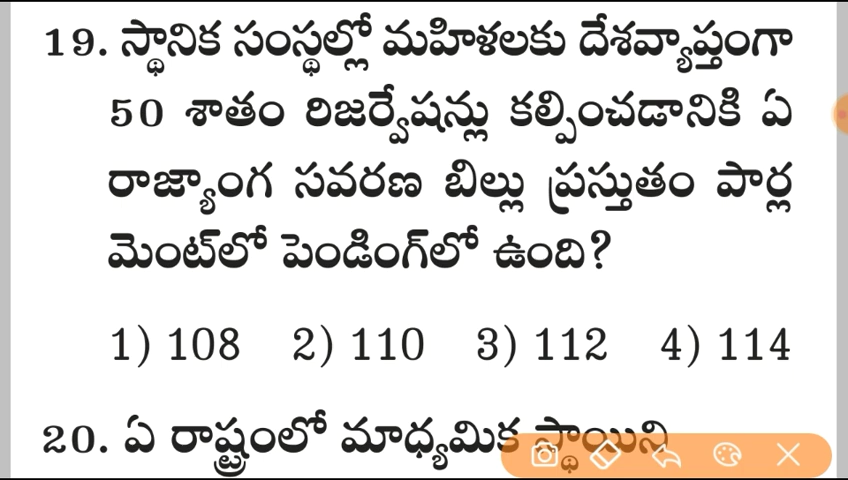 19. స్థానిక సంస్థల్లో మహిళలకు దేశవ్యాప్తంగా
50 శాతం రిజర్వేషన్లు కల్పించడానికి ఏ
రాజ్యాంగ సవరణ బిల్లు ప్రస్తుతం పార్ల
మెంట్‌లో పెండింగ్‌లో ఉంది?
1) 108 2) 110 3) 112 4) 114
20. ఏ రాష్ట్రంలో మాధ్యమిక స్థాయిని